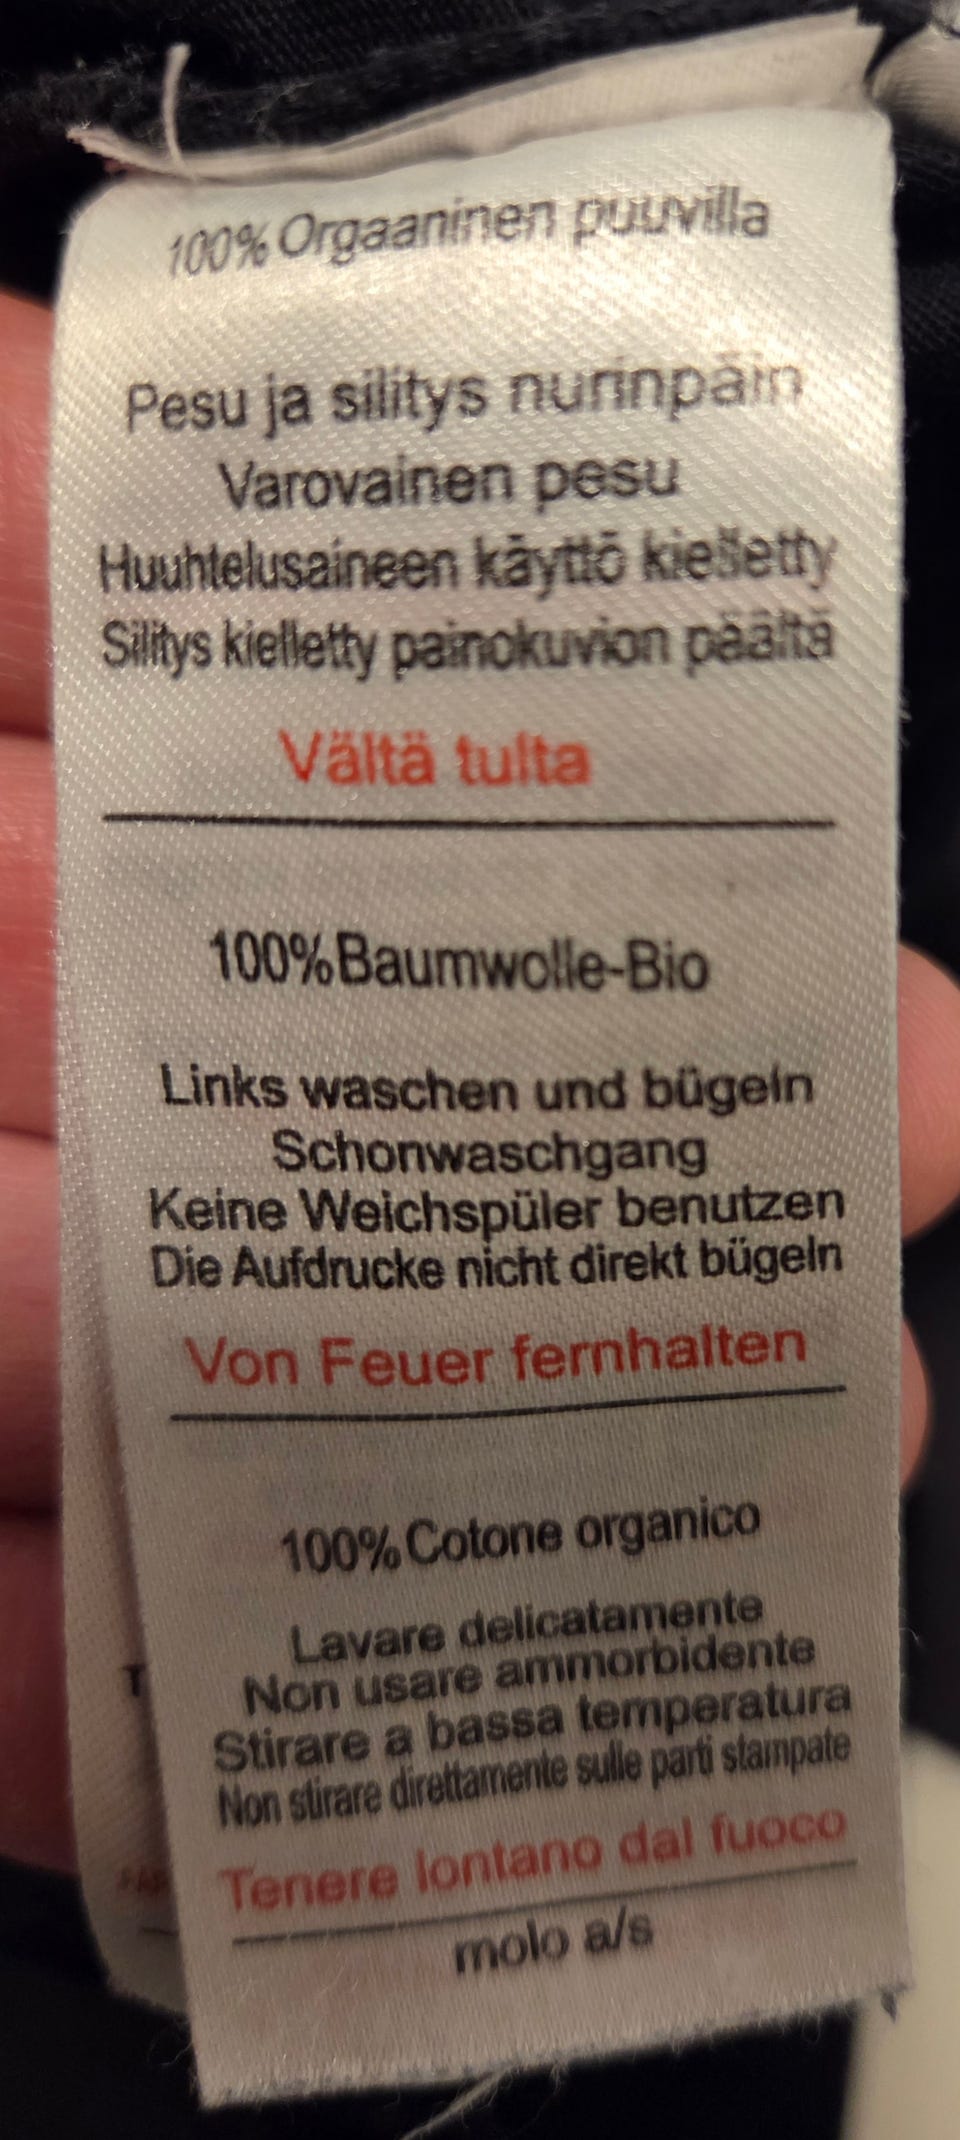 100% Orgaaninen puuvilla
Pesu ja silitys nurinpäin
Varovainen pesu
Huuhtelusaineen käyttö kielletty
Silitys kielletty painokuvion päältä
Vältä tulta
100% Baumwolle-Bio
Links waschen und bügeln
Schonwaschgang
Keine Weichspüler benutzen
Die Aufdrucke nicht direkt bügeln
Von Feuer fernhalten
100% Cotone organico
Lavare delicatamente
Non usare ammorbidente
Stirare a bassa temperatura
Non stirare direttamente sulle parti stampate
Tenere lontano dal fuoco
molo a/s